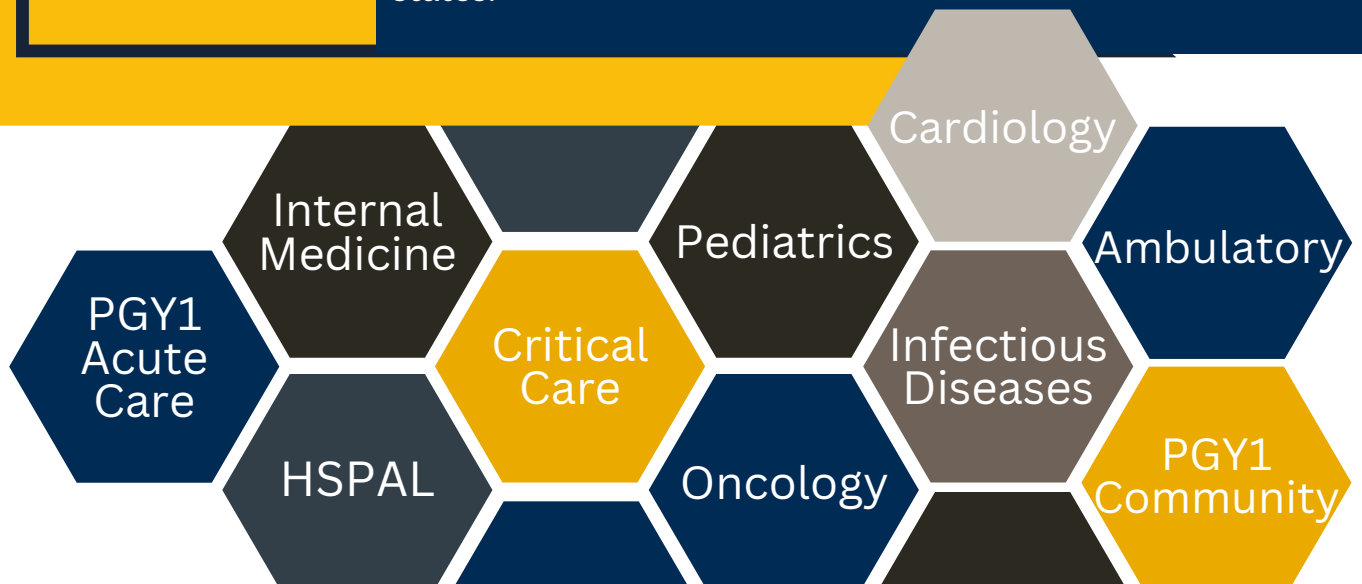 Cardiology
Internal
Medicine
Pediatrics
Ambulatory
PGY1
Acute
Care
Critical
Care
Infectious
Diseases
HSPAL
Oncology
PGY1
Community